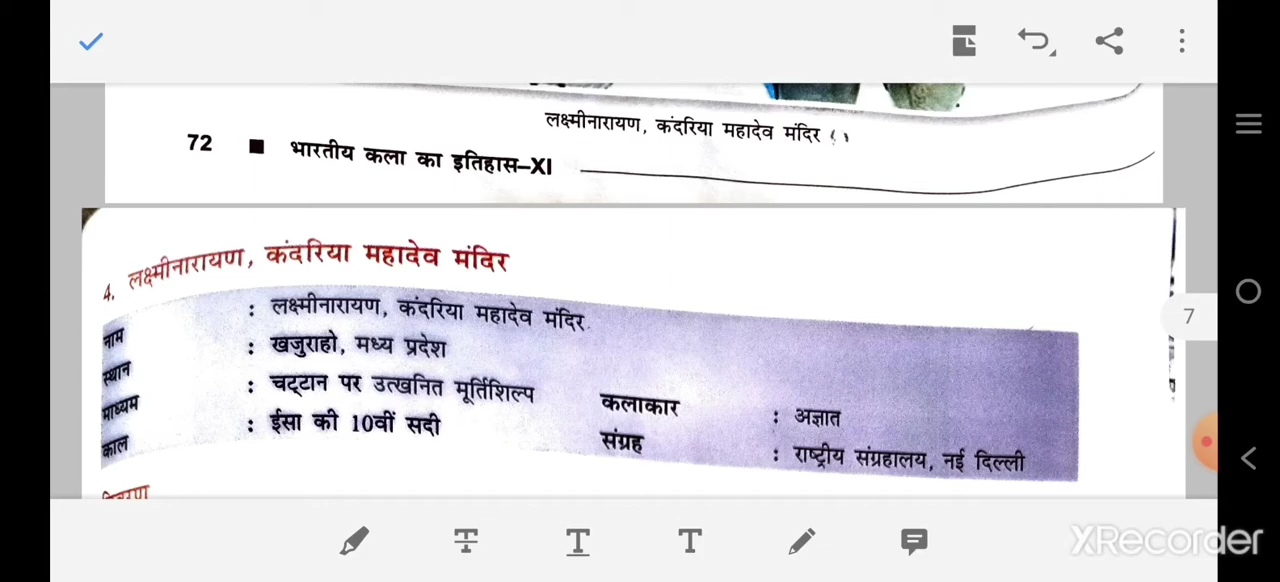 लक्ष्मीनारायण, कंदरिया महादेव मंदिर
72 ■ भारतीय कला का इतिहास–XI
4. लक्ष्मीनारायण, कंदरिया महादेव मंदिर
नाम : लक्ष्मीनारायण, कंदरिया महादेव मंदिर
स्थान : खजुराहो, मध्य प्रदेश
माध्यम : चट्टान पर उत्खनित मूर्तिशिल्प
काल : ईसा की 10वीं सदी
कलाकार : अज्ञात
संग्रह : राष्ट्रीय संग्रहालय, नई दिल्ली
7
T T T
XRecorder